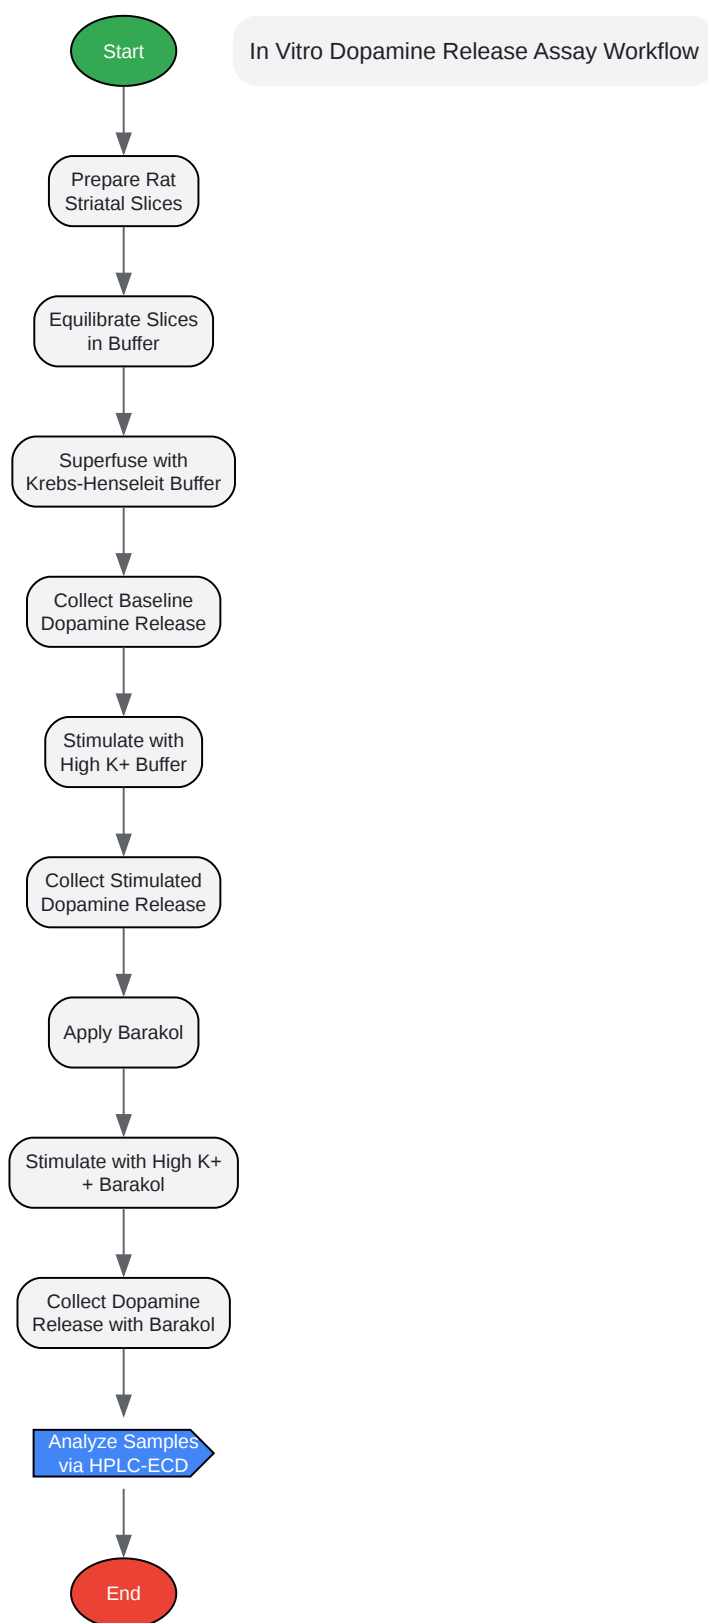 Start
In Vitro Dopamine Release Assay Workflow
Prepare Rat
Striatal Slices
Equilibrate Slices
in Buffer
Superfuse with
Krebs-Henseleit Buffer
Collect Baseline
Dopamine Release
Stimulate with
High K+ Buffer
Collect Stimulated
Dopamine Release
Apply Barakol
Stimulate with High K+
+ Barakol
Collect Dopamine
Release with Barakol
Analyze Samples
via HPLC-ECD
End